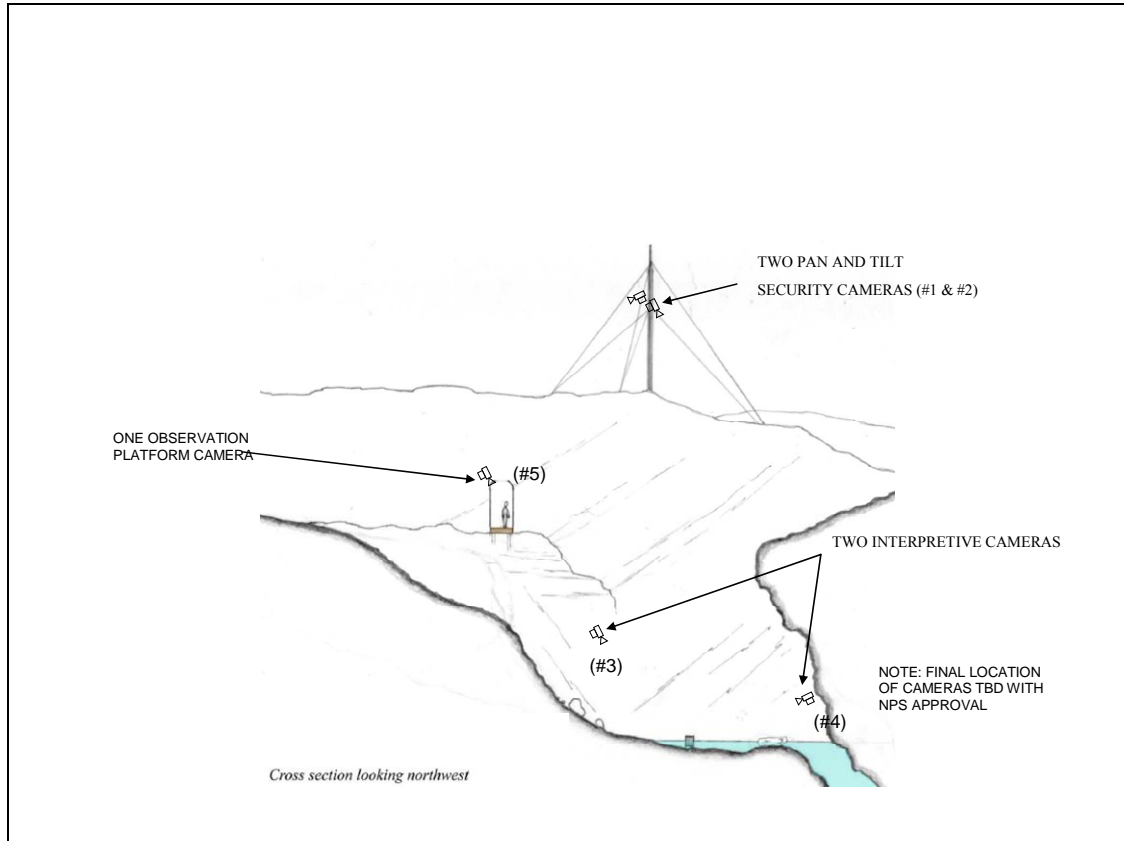 TWO PAN AND TILT
SECURITY CAMERAS (#1 & #2)
ONE OBSERVATION
PLATFORM CAMERA
(#5)
TWO INTERPRETIVE CAMERAS
(#3)
NOTE: FINAL LOCATION
OF CAMERAS TBD WITH
NPS APPROVAL
(#4)
Cross section looking northwest